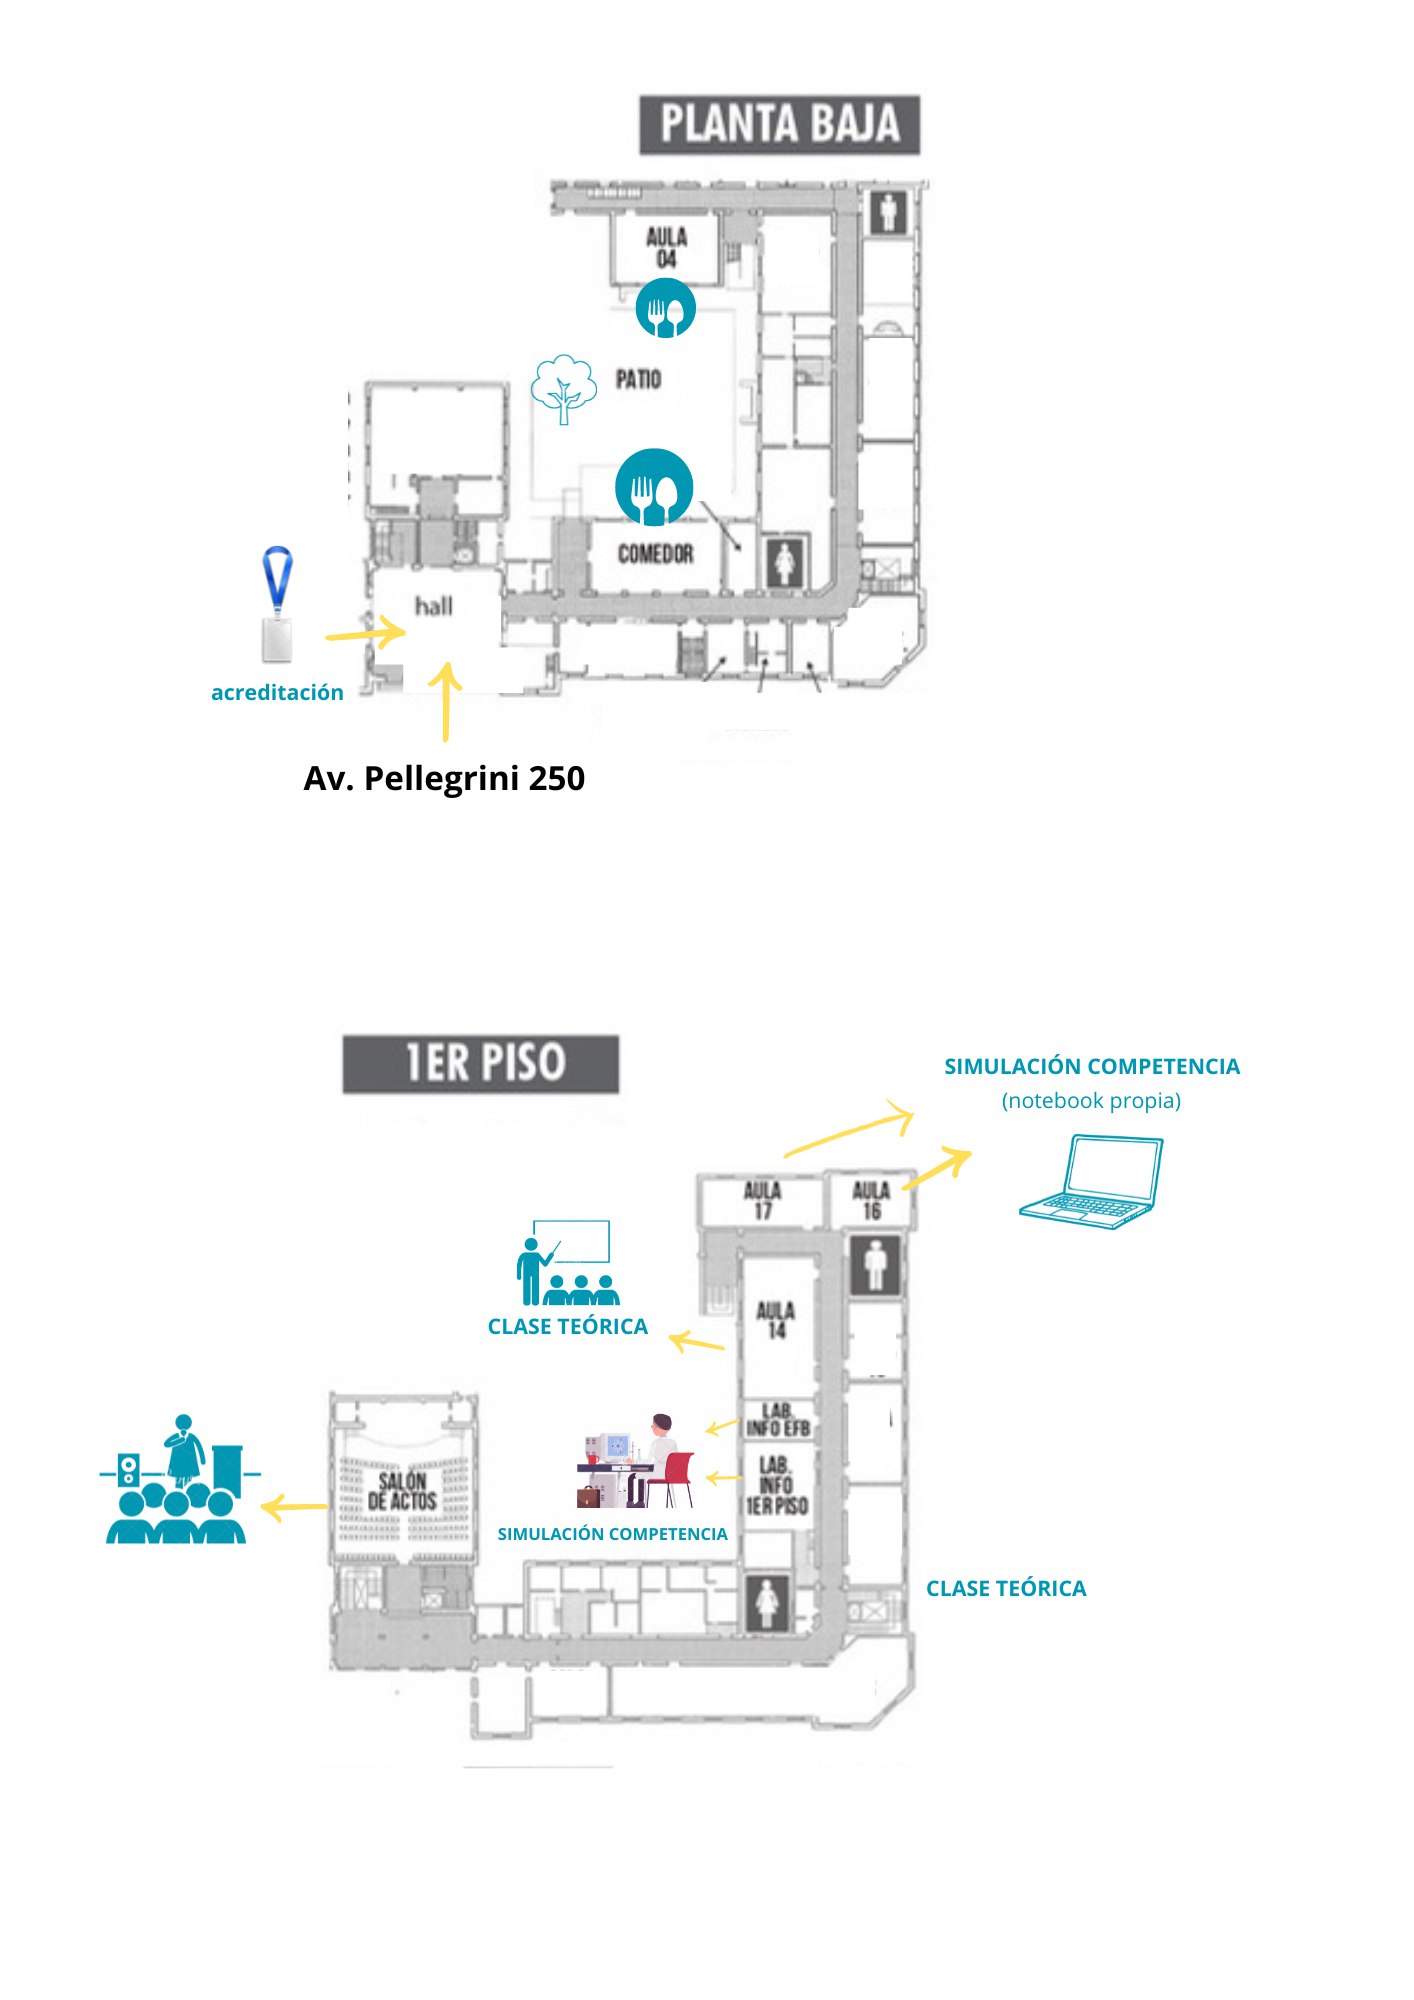 PLANTA BAJA
AULA
04
PATIO
COMEDOR
hall
acreditación
Av. Pellegrini 250
1ER PISO
SIMULACIÓN COMPETENCIA
(notebook propia)
AULA
17
AULA
16
CLASE TEÓRICA
AULA
14
LAB.
INFO EFB
LAB.
INFO
1ER PISO
SALÓN
DE ACTOS
SIMULACIÓN COMPETENCIA
CLASE TEÓRICA